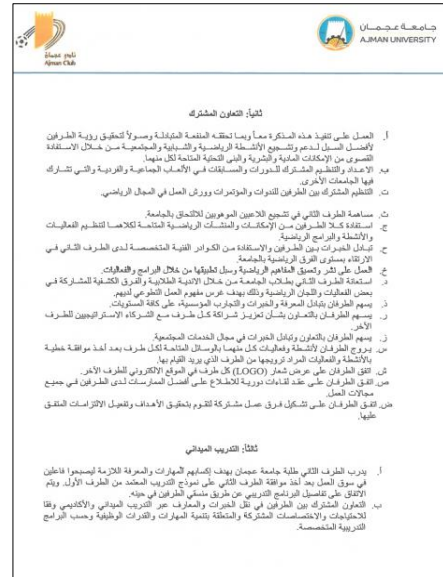 نادي عجمان
Ajman Club
جامعة عجمان
AJMAN UNIVERSITY
ثانياً: التعاون المشترك
أ. العمل على تنفيذ هذه المذكرة معاً وبما تحققه المنفعة المتبادلة وصولاً لتحقيق رؤية الطرفين
لأفضل السبل لدعم وتشجيع الأنشطة الرياضية والشبابية والمجتمعية من خلال الاستفادة
القصوى من الإمكانات المادية والبشرية والبنى التحتية المتاحة لكل منهما.
ب. الاعداد والتنظيم المشترك للدورات والمسابقات في الألعاب الجماعية والفردية والتي تشارك
فيها الجامعات الأخرى.
ت. التنظيم المشترك بين الطرفين للندوات والمؤتمرات وورش العمل في المجال الرياضي.
ث. مساهمة الطرف الثاني في تشجيع اللاعبين الموهوبين للالتحاق بالجامعة.
ج. استفادة كلا الطرفين من الإمكانات والمنشآت الرياضية المتاحة لكلاهما لتنظيم الفعاليات
والأنشطة والبرامج الرياضية.
ح. تبادل الخبرات بين الطرفين والاستفادة من الكوادر الفنية المتخصصة لدى الطرف الثاني في
الارتقاء بمستوى الفرق الرياضية بالجامعة.
خ. العمل على نشر وتعميق المفاهيم الرياضية وسبل تطبيقها من خلال البرامج والفعاليات.
د. استعانة الطرف الثاني بطلاب الجامعة من خلال الاندية الطلابية والفرق الكشفية للمشاركة في
بعض الفعاليات واللجان الرياضية وذلك بهدف غرس مفهوم العمل التطوعي لديهم.
ذ. يسهم الطرفان بتبادل المعرفة والخبرات والتجارب المؤسسية، على كافة المستويات.
ر. يسهم الطرفان بالتعاون بشأن تعزيز شراكة كل طرف مع الشركاء الاستراتيجيين للطرف
الآخر.
ز. يسهم الطرفان بالتعاون وتبادل الخبرات في مجال الخدمات المجتمعية.
س. يروج الطرفان لأنشطة وفعاليات كل منهما بالوسائل المتاحة لكل طرف بعد أخذ موافقة خطية
بالأنشطة والفعاليات المراد ترويجها من الطرف الذي يريد القيام بها.
ش. اتفق الطرفان على عرض شعار (LOGO) كل طرف في الموقع الالكتروني للطرف الآخر.
ص. اتفق الطرفان على عقد لقاءات دورية للاطلاع على أفضل الممارسات لدى الطرفين في جميع
مجالات العمل.
ض. اتفق الطرفان على تشكيل فرق عمل مشتركة لتقوم بتحقيق الأهداف وتفعيل الالتزامات المتفق
عليها.
ثالثاً: التدريب الميداني
أ. يدرب الطرف الثاني طلبة جامعة عجمان بهدف إكسابهم المهارات والمعرفة اللازمة ليصبحوا فاعلين
في سوق العمل بعد أخذ موافقة الطرف الثاني على نموذج التدريب المعتمد من الطرف الأول. ويتم
الاتفاق على تفاصيل البرنامج التدريبي عن طريق منسقي الطرفين في حينه.
ب. التعاون المشترك بين الطرفين في نقل الخبرات والمعارف عبر التدريب الميداني والأكاديمي وفقا
للاحتياجات والاختصاصات المشتركة والمتعلقة بتنمية المهارات والقدرات الوظيفية وحسب البرامج
التدريبية المتخصصة.